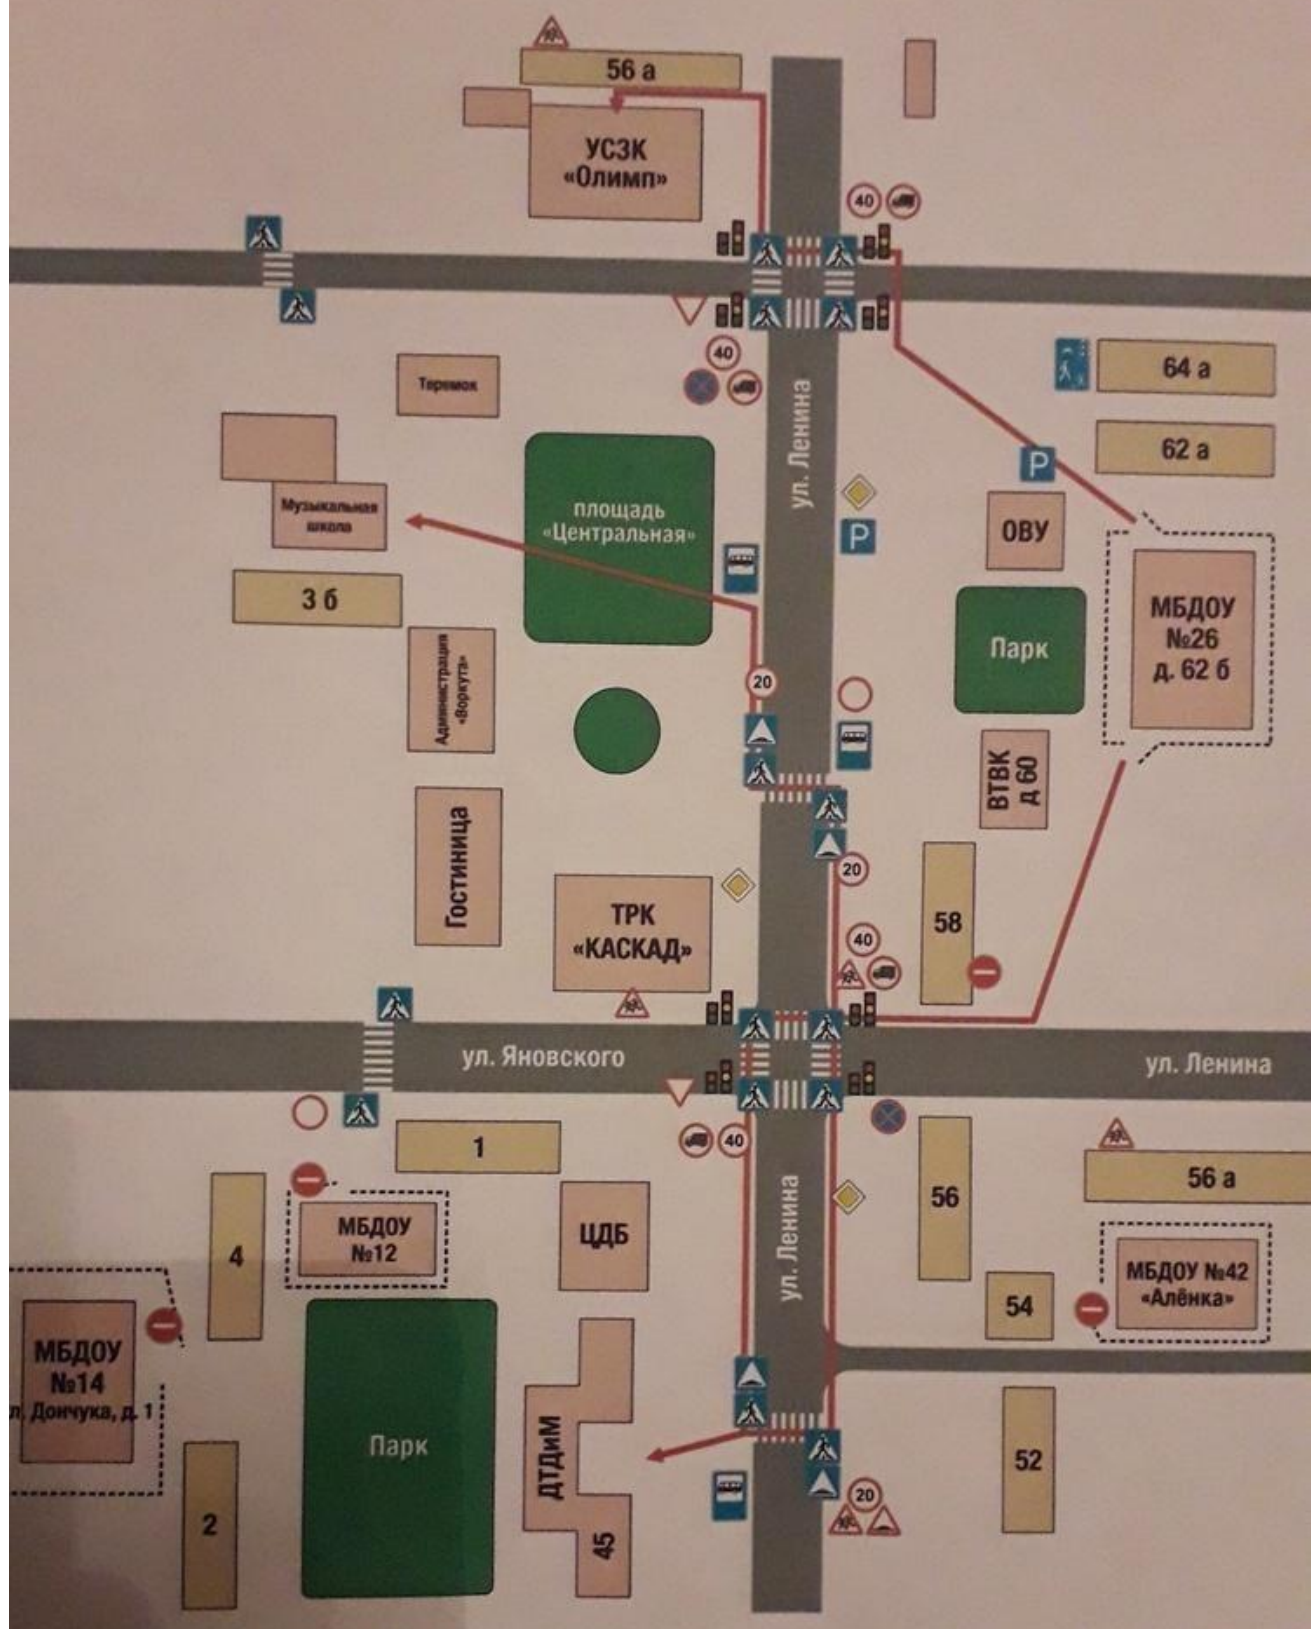 56 а
УСЗК
«Олимп»
40
40
Теремок
64 а
62 а
ул. Ленина
P
Музыкальная
школа
площадь
«Центральная»
P
ОВУ
3 б
МБДОУ
№26
д. 62 б
Парк
Администрация
«Воркута»
20
ВТВК
д 60
Гостиница
20
ТРК
«КАСКАД»
58
40
ул. Яновского
ул. Ленина
1
40
56
56 а
4
МБДОУ
№12
ЦДБ
ул. Ленина
54
МБДОУ №42
«Алёнка»
МБДОУ
№14
л. Дончука, д. 1
Парк
ДТДиМ
45
52
20
2